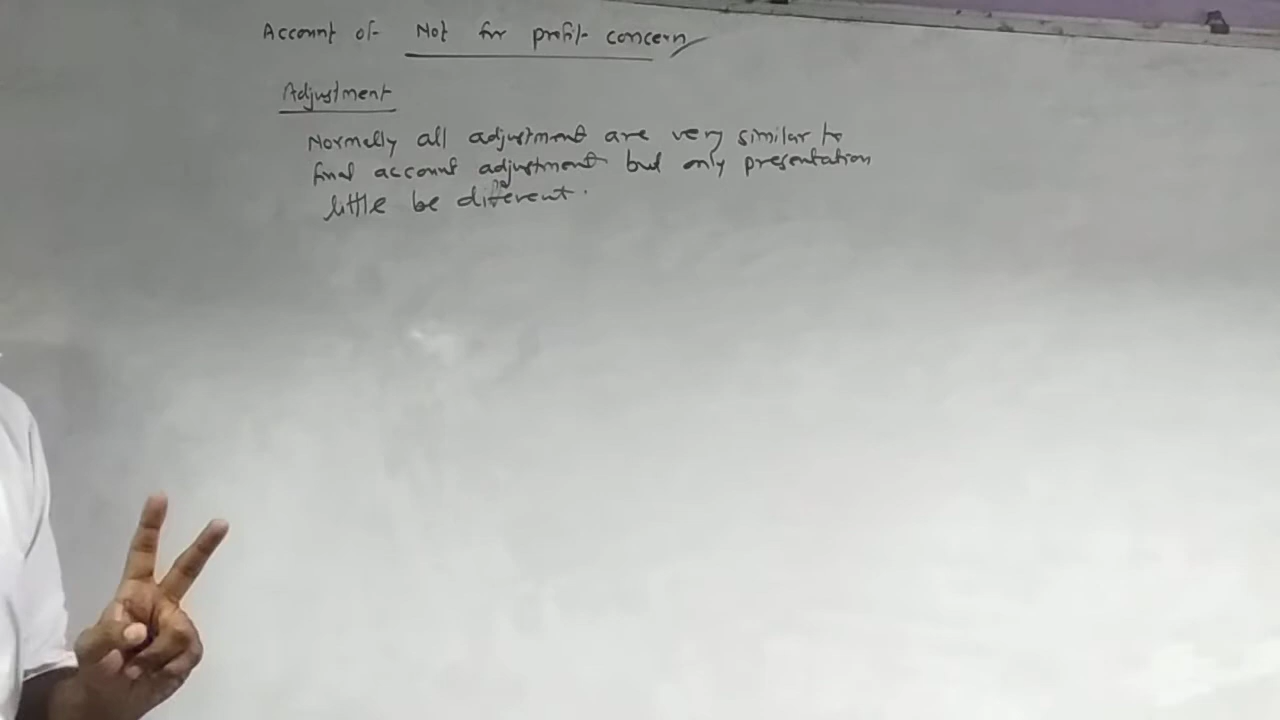 Account of Not for profit concern
Adjustment
Normally all adjustment are very similar to
final account adjustment but only presentation
little be different.